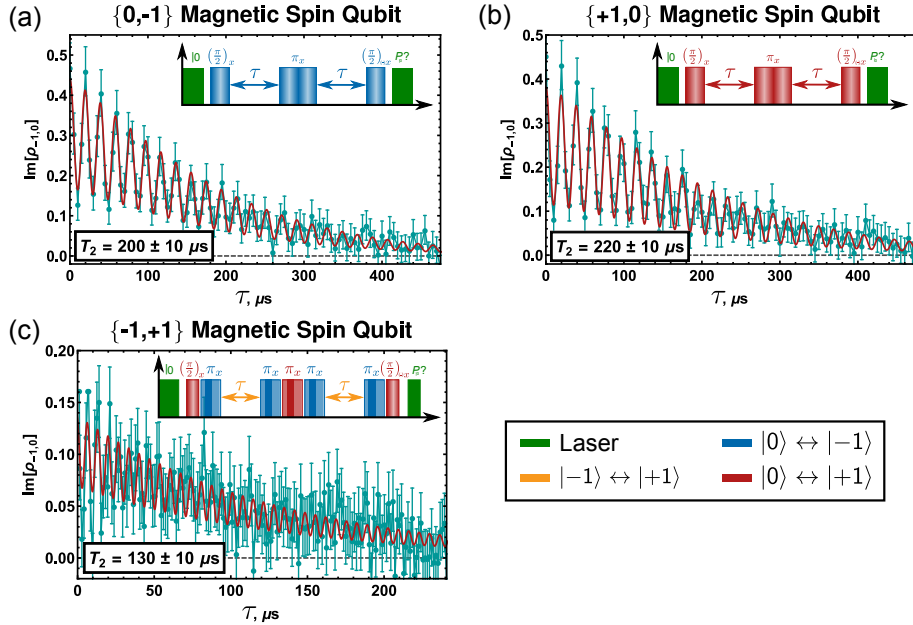 (a)
{0,-1} Magnetic Spin Qubit
Im[ρ-1,0]
0.5
0.4
0.3
0.2
0.1
0.0
|0
(π/2)x
τ
πx
τ
(π/2)-x
T2 = 200 ± 10 μs
0
100
200
300
400
τ, μs
(b)
{+1,0} Magnetic Spin Qubit
Im[ρ-1,0]
0.5
0.4
0.3
0.2
0.1
0.0
|0
(π/2)x
τ
πx
τ
(π/2)-x
T2 = 220 ± 10 μs
0
100
200
300
400
τ, μs
(c)
{-1,+1} Magnetic Spin Qubit
Im[ρ-1,0]
0.20
0.15
0.10
0.05
0.00
|0
(π/2)x
πx
τ
πx
πx
πx
τ
πx
(π/2)-x
T2 = 130 ± 10 μs
0
50
100
150
200
τ, μs
Laser
|0⟩ ↔ |−1⟩
|−1⟩ ↔ |+1⟩
|0⟩ ↔ |+1⟩